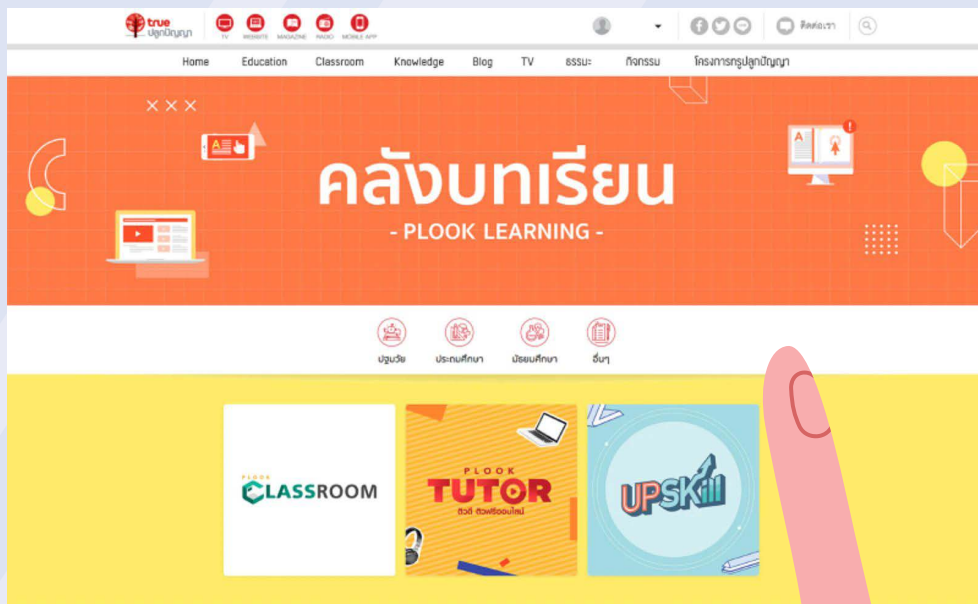 true
ปลูกปัญญา
TV WEBSITE MAGAZINE RADIO MOBILE APP
ติดต่อเรา
Home Education Classroom Knowledge Blog TV ธรรมะ กิจกรรม โครงการทรูปลูกปัญญา
A
A !
คลังบทเรียน
- PLOOK LEARNING -
ปฐมวัย ประถมศึกษา มัธยมศึกษา อื่นๆ
PLOOK
CLASSROOM
PLOOK
TUTOR
ติวดี ติวฟรีออนไลน์
UPSKill